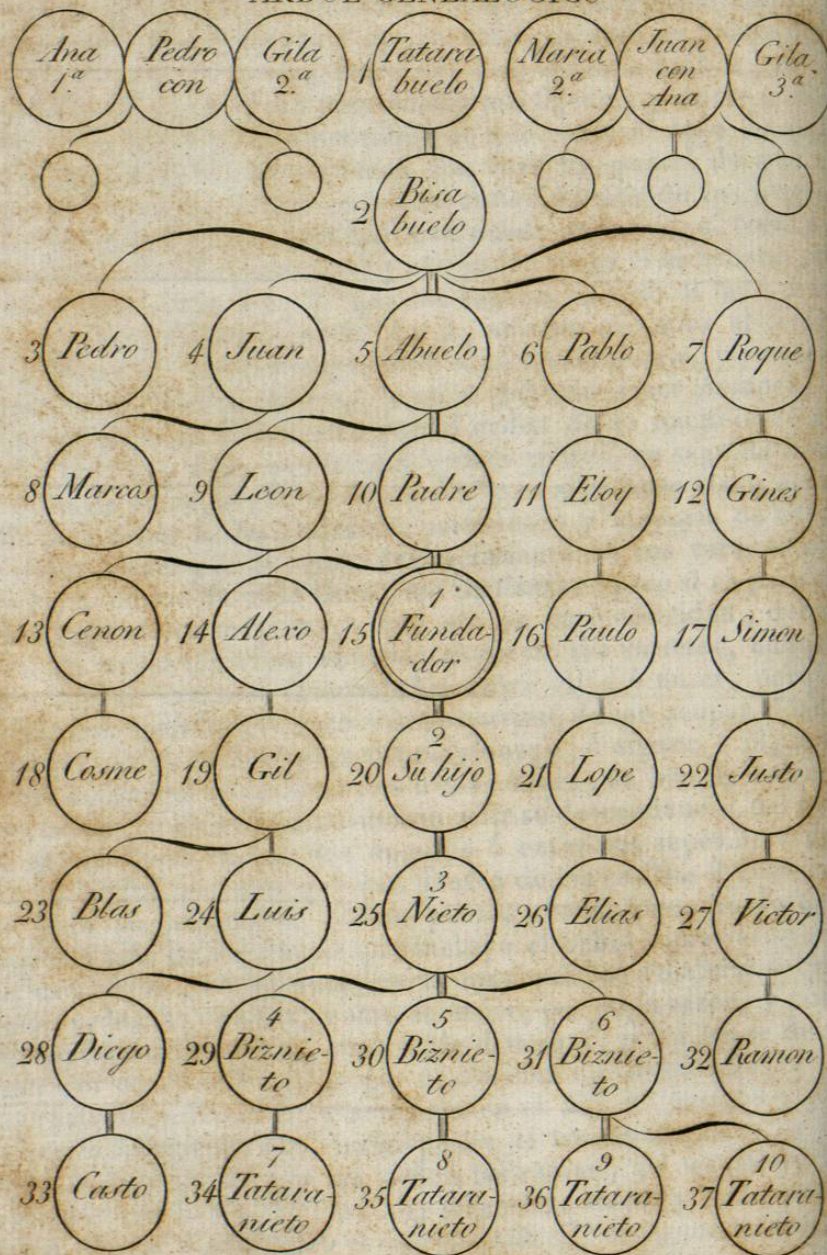 ARBOL GENEALOGICO
Ana 1.ª
Pedro con
Gila 2.ª
1 Tatara-buelo
Maria 2.ª
Juan con Ana
Gila 3.ª
2 Bisa buelo
3 Pedro
4 Juan
5 Abuelo
6 Pablo
7 Roque
8 Marcos
9 Leon
10 Padre
11 Eloy
12 Gines
13 Cenon
14 Alexo
15 1.º Funda-dor
16 Paulo
17 Simon
18 Cosme
19 Gil
20 2 Su hijo
21 Lope
22 Justo
23 Blas
24 Luis
25 3 Nieto
26 Elias
27 Victor
28 Diego
29 4 Biznie-to
30 5 Biznie-to
31 6 Biznie-to
32 Ramon
33 Casto
34 7 Tatara-nieto
35 8 Tatara-nieto
36 9 Tatara-nieto
37 10 Tatara-nieto